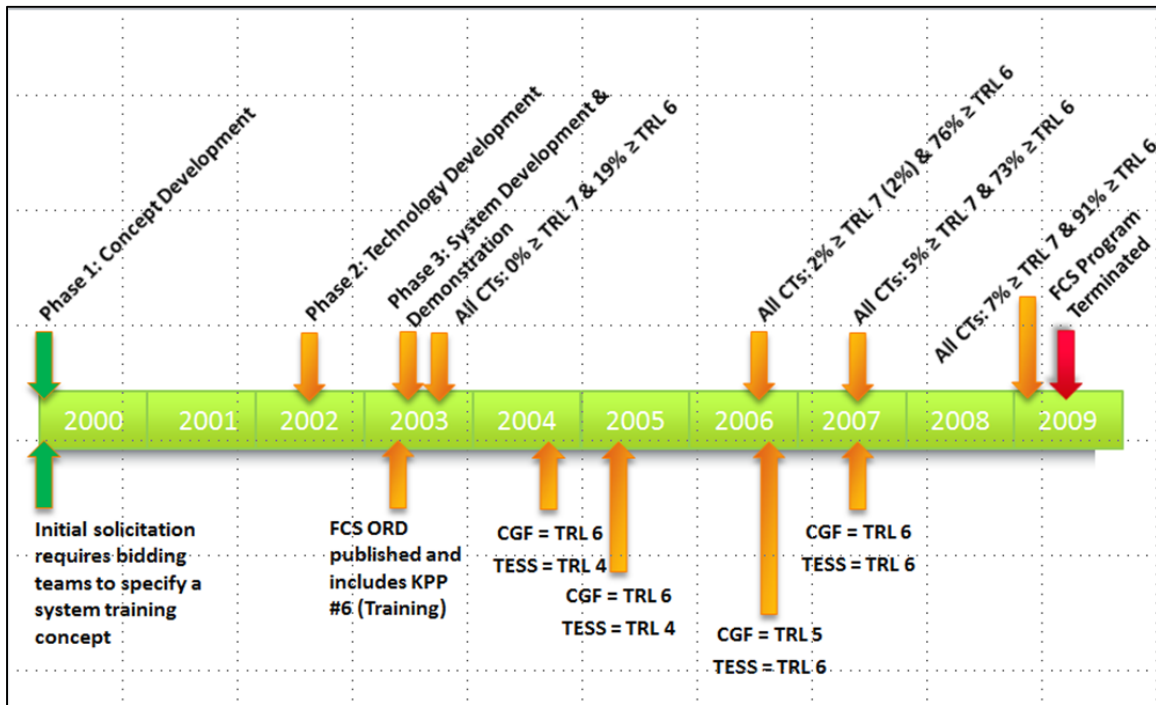 Phase 1: Concept Development
Phase 2: Technology Development
Phase 3: System Development &
Demonstration
All CTs: 0% ≥ TRL 7 & 19% ≥ TRL 6
All CTs: 2% ≥ TRL 7 (2%) & 76% ≥ TRL 6
All CTs: 5% ≥ TRL 7 & 73% ≥ TRL 6
All CTs: 7% ≥ TRL 7 & 91% ≥ TRL 6
FCS Program
Terminated
2000 2001 2002 2003 2004 2005 2006 2007 2008 2009
Initial solicitation
requires bidding
teams to specify a
system training
concept
FCS ORD
published and
includes KPP
#6 (Training)
CGF = TRL 6
TESS = TRL 4
CGF = TRL 6
TESS = TRL 4
CGF = TRL 5
TESS = TRL 6
CGF = TRL 6
TESS = TRL 6